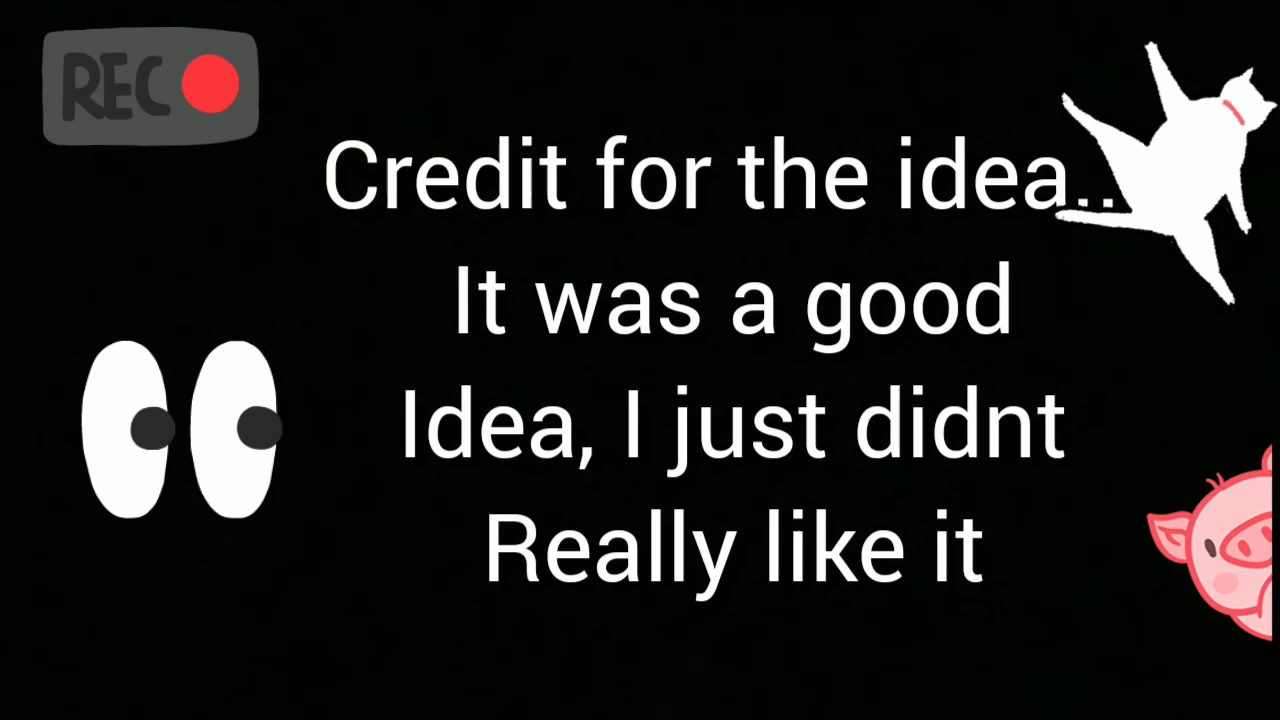 REC
Credit for the idea..
It was a good
Idea, I just didnt
Really like it